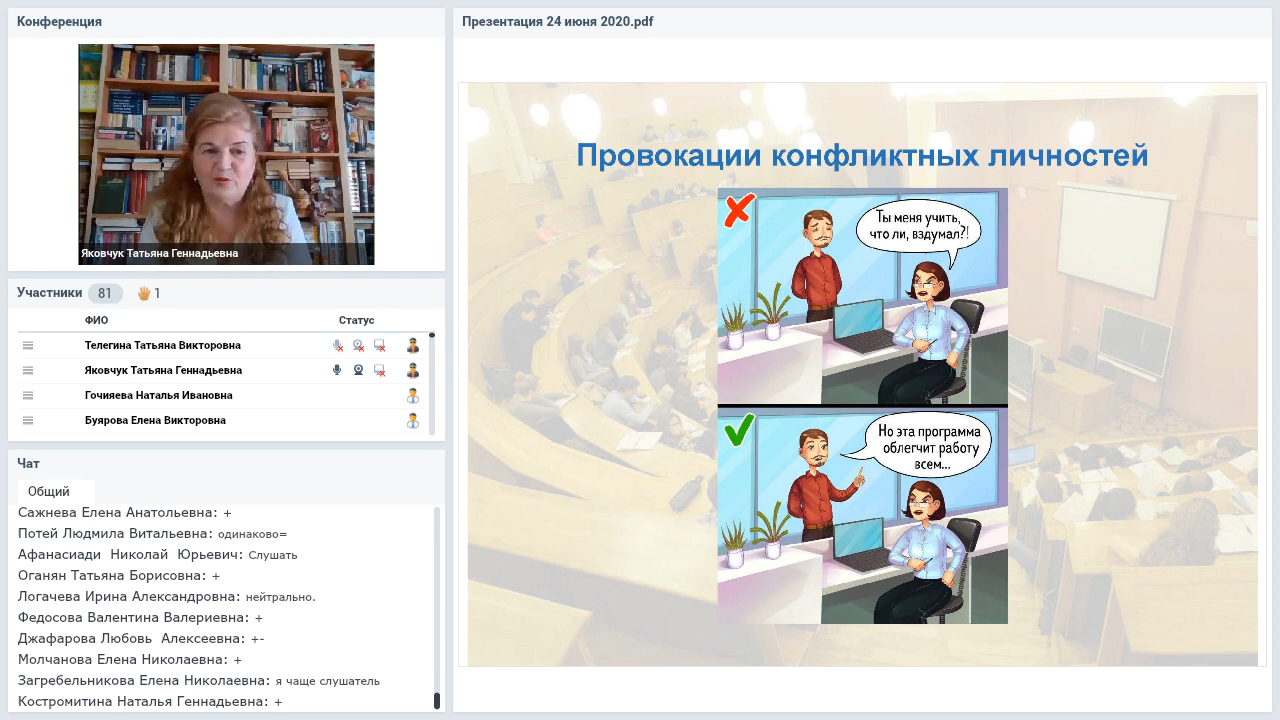 Конференция
Яковчук Татьяна Геннадьевна
Участники 81 1
ФИО Статус
Телегина Татьяна Викторовна
Яковчук Татьяна Геннадьевна
Гочияева Наталья Ивановна
Буярова Елена Викторовна
Чат
Общий
Сажнева Елена Анатольевна: +
Потей Людмила Витальевна: одинаково=
Афанасиади Николай Юрьевич: Слушать
Оганян Татьяна Борисовна: +
Логачева Ирина Александровна: нейтрально.
Федосова Валентина Валериевна: +
Джафарова Любовь Алексеевна: +-
Молчанова Елена Николаевна: +
Загребельникова Елена Николаевна: я чаще слушатель
Костромитина Наталья Геннадьевна: +
Презентация 24 июня 2020.pdf
Провокации конфликтных личностей
Ты меня учить,
что ли, вздумал?!
Но эта программа
облегчит работу
всем...